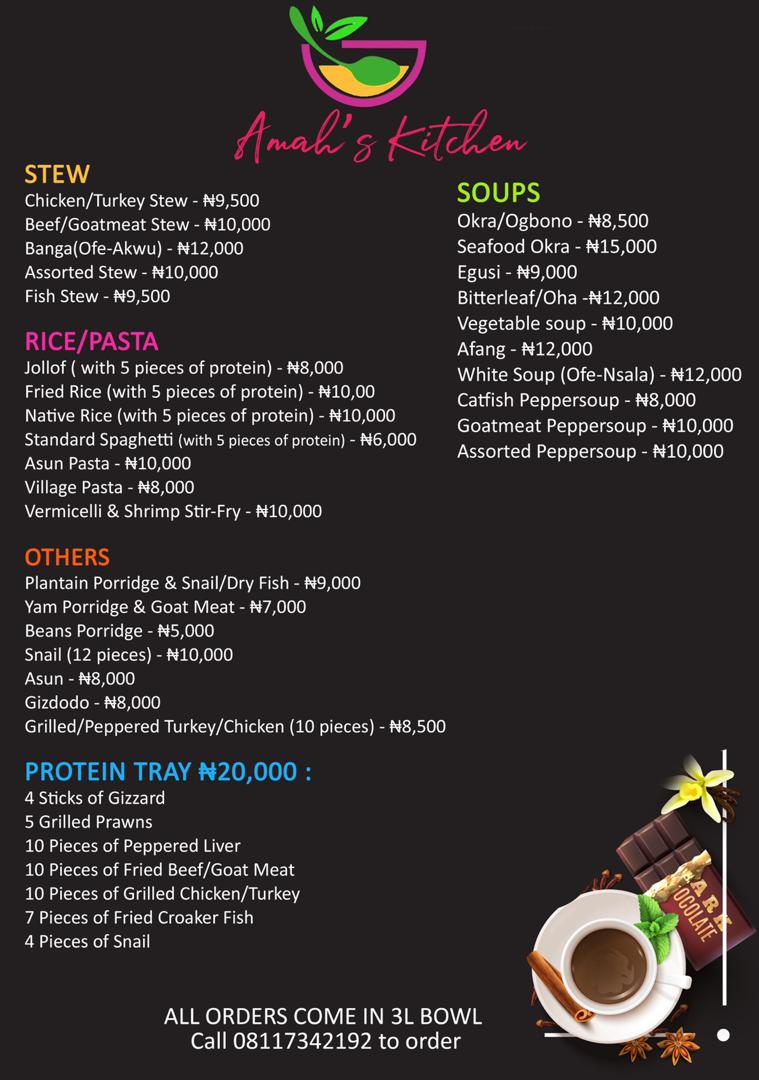 Amah's Kitchen
STEW
Chicken/Turkey Stew - ₦9,500
Beef/Goatmeat Stew - ₦10,000
Banga(Ofe-Akwu) - ₦12,000
Assorted Stew - ₦10,000
Fish Stew - ₦9,500
RICE/PASTA
Jollof ( with 5 pieces of protein) - ₦8,000
Fried Rice (with 5 pieces of protein) - ₦10,00
Native Rice (with 5 pieces of protein) - ₦10,000
Standard Spaghetti (with 5 pieces of protein) - ₦6,000
Asun Pasta - ₦10,000
Village Pasta - ₦8,000
Vermicelli & Shrimp Stir-Fry - ₦10,000
OTHERS
Plantain Porridge & Snail/Dry Fish - ₦9,000
Yam Porridge & Goat Meat - ₦7,000
Beans Porridge - ₦5,000
Snail (12 pieces) - ₦10,000
Asun - ₦8,000
Gizdodo - ₦8,000
Grilled/Peppered Turkey/Chicken (10 pieces) - ₦8,500
PROTEIN TRAY ₦20,000 :
4 Sticks of Gizzard
5 Grilled Prawns
10 Pieces of Peppered Liver
10 Pieces of Fried Beef/Goat Meat
10 Pieces of Grilled Chicken/Turkey
7 Pieces of Fried Croaker Fish
4 Pieces of Snail
SOUPS
Okra/Ogbono - ₦8,500
Seafood Okra - ₦15,000
Egusi - ₦9,000
Bitterleaf/Oha -₦12,000
Vegetable soup - ₦10,000
Afang - ₦12,000
White Soup (Ofe-Nsala) - ₦12,000
Catfish Peppersoup - ₦8,000
Goatmeat Peppersoup - ₦10,000
Assorted Peppersoup - ₦10,000
ARK
OCOLATE
ALL ORDERS COME IN 3L BOWL
Call 08117342192 to order